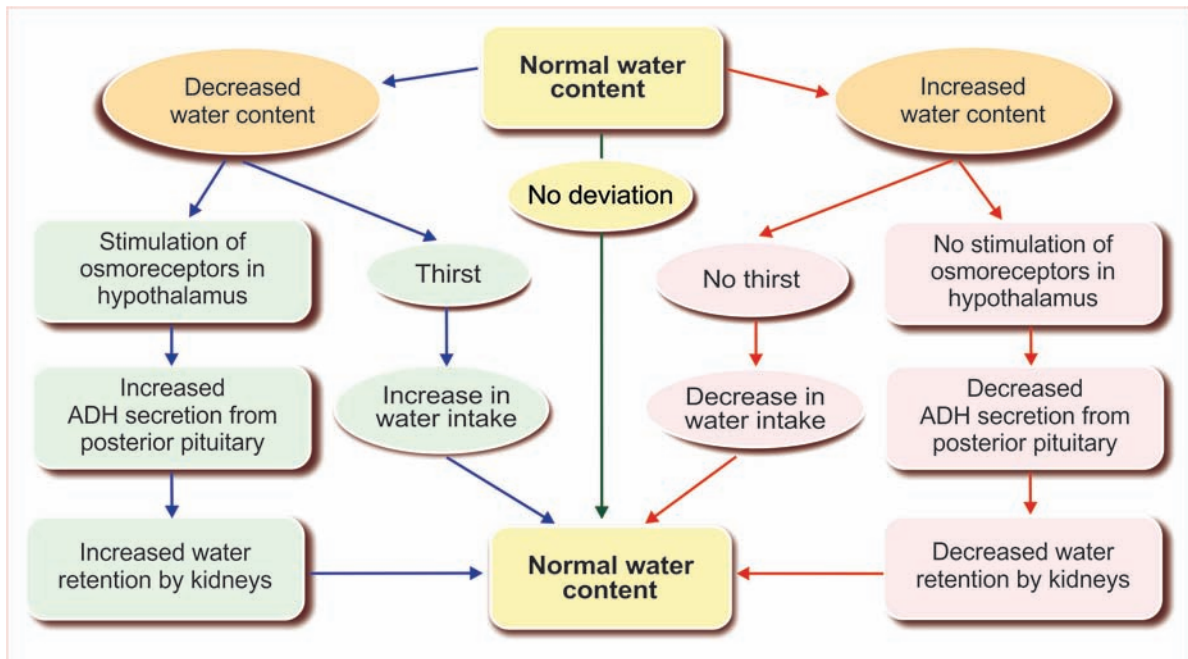 Normal water
content
Decreased
water content
Increased
water content
No deviation
Stimulation of
osmoreceptors in
hypothalamus
Thirst
No thirst
No stimulation of
osmoreceptors in
hypothalamus
Increased
ADH secretion from
posterior pituitary
Increase in
water intake
Decrease in
water intake
Decreased
ADH secretion from
posterior pituitary
Increased water
retention by kidneys
Normal water
content
Decreased water
retention by kidneys